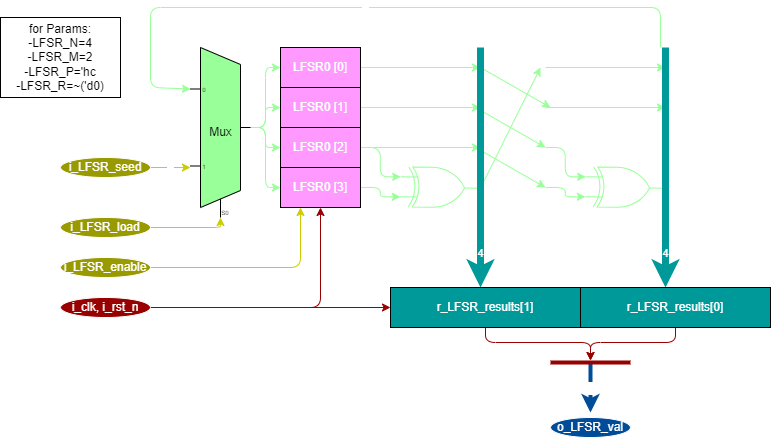 for Params:
-LFSR_N=4
-LFSR_M=2
-LFSR_P='hc
-LFSR_R=~('d0)
0
1
Mux
S0
LFSR0 [0]
LFSR0 [1]
LFSR0 [2]
LFSR0 [3]
i_LFSR_seed
i_LFSR_load
i_LFSR_enable
i_clk, i_rst_n
4
4
r_LFSR_results[1]
r_LFSR_results[0]
o_LFSR_val